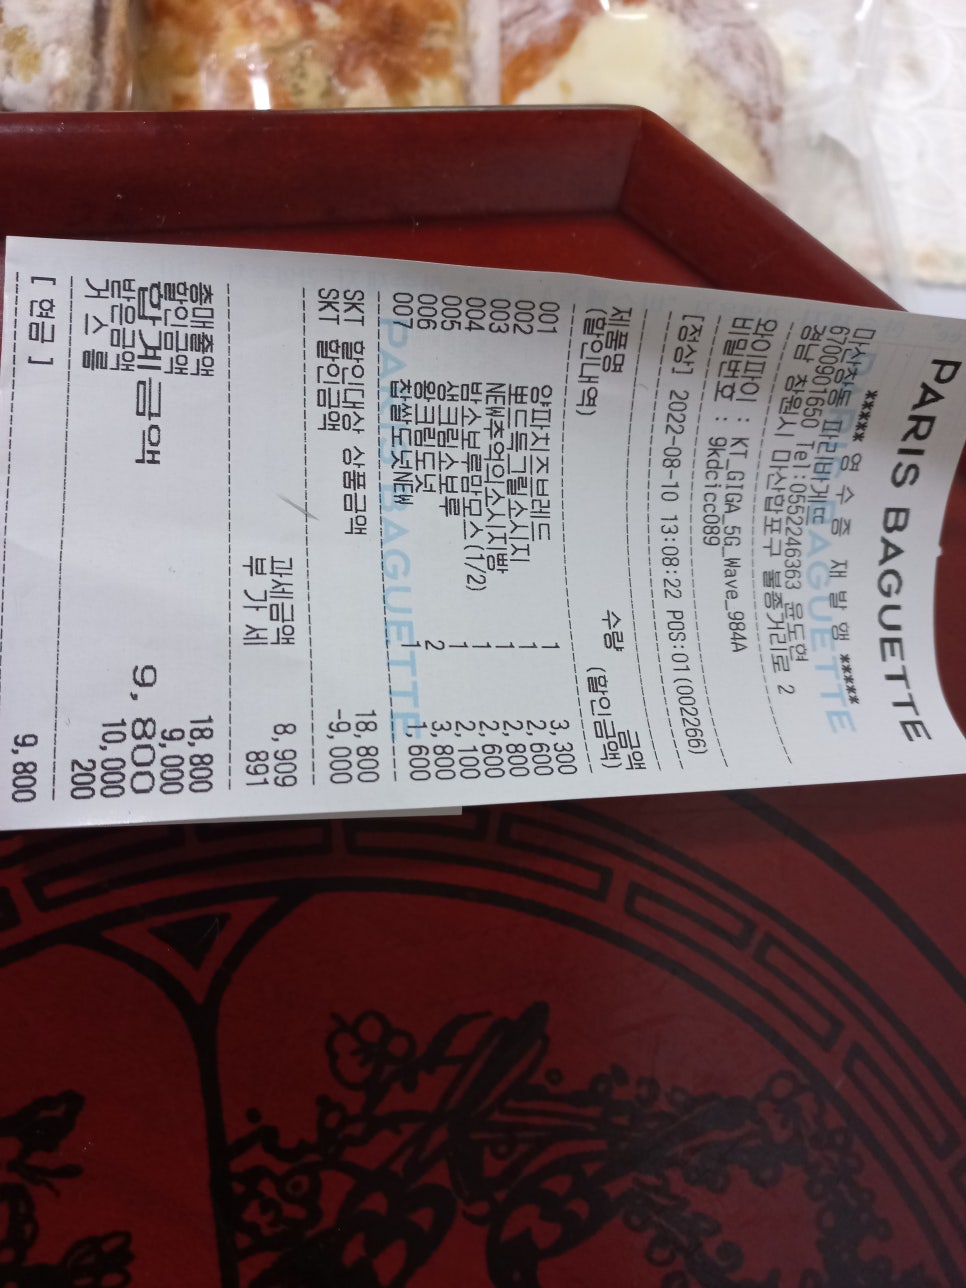 PARIS BAGUETTE
***** 영 수 증 재 발 행 *****
마산창동 파리바게뜨
6700901650 Tel:0552246363 윤도현
경남 창원시 마산합포구 불종거리로 2
와이파이 : KT_GIGA_5G_Wave_984A
비밀번호 : 9kdcicc089
[정상] 2022-08-10 13:08:22 POS:01(002266)
제품명 수량 금액
(할인내역) (할인금액)
001 양파치즈브레드 1 3,300
002 뽀드득그릴소시지 1 2,600
003 NEW추억의소시지빵 1 2,800
004 밤소보루맘모스(1/2) 1 2,600
005 생크림소보루 1 2,100
006 왕크림도넛 2 3,800
007 찹쌀도넛NEW 1 1,600
SKT 할인대상 상품금액 18,800
SKT 할인금액 -9,000
과세금액 8,909
부 가 세 891
총매출액 18,800
할인금액 9,000
합계금액 9,800
받은금액 10,000
거 스 름 200
[ 현금 ] 9,800
PARIS BAGUETTE
PARIS BAGUETTE